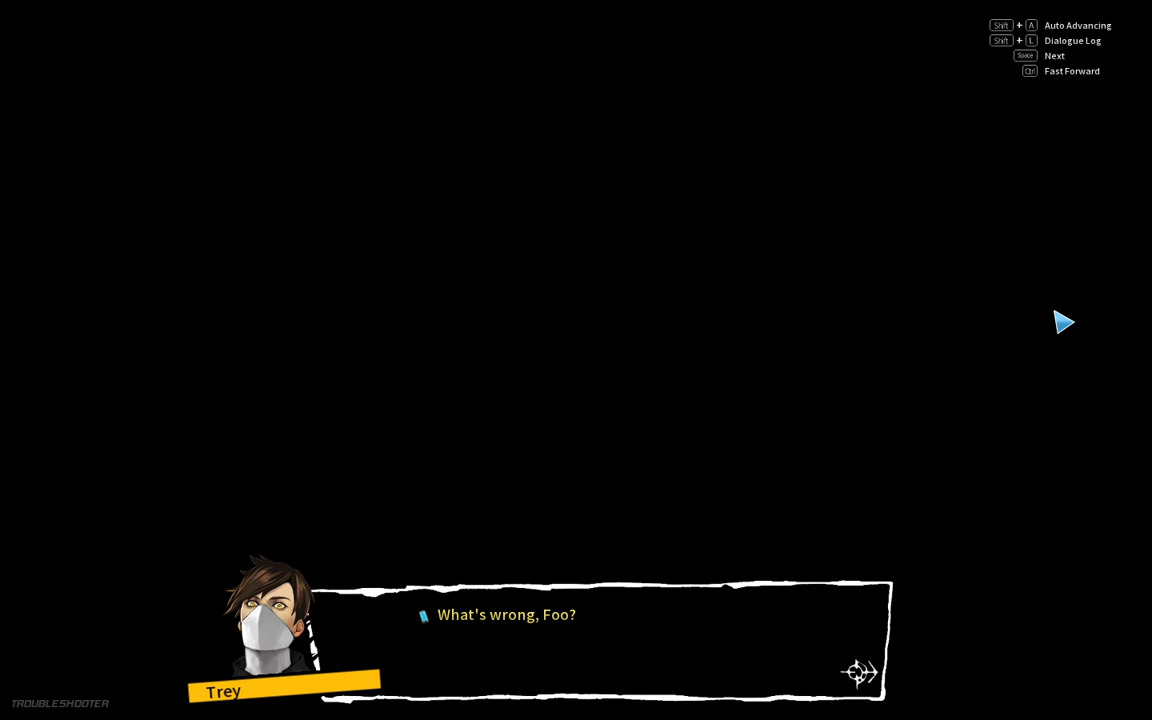 Shift + A Auto Advancing
Shift + L Dialogue Log
Space Next
Ctrl Fast Forward
What's wrong, Foo?
Trey
TROUBLESHOOTER